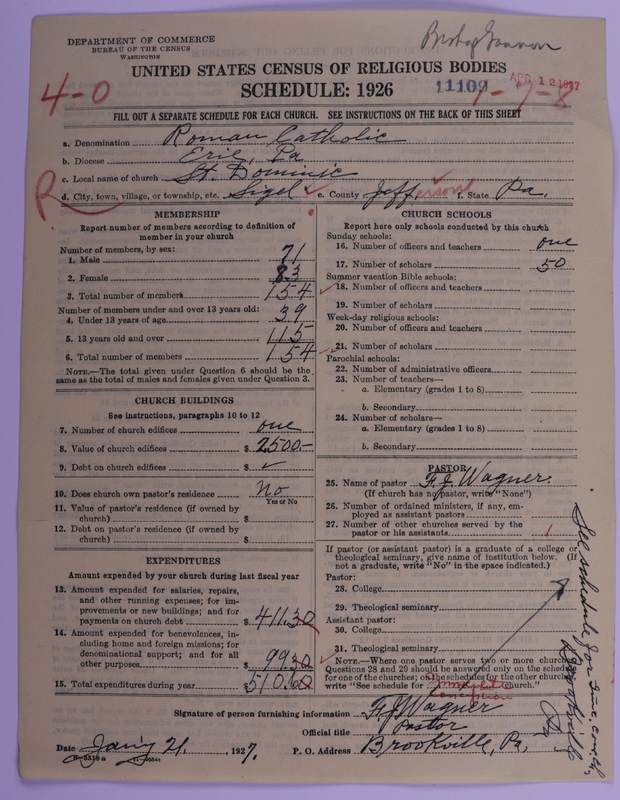 DEPARTMENT OF COMMERCE
BUREAU OF THE CENSUS
WASHINGTON
Bishop Gannon
UNITED STATES CENSUS OF RELIGIOUS BODIES
SCHEDULE: 1926
11109
APR 12 1927
4-0
1-7-8
FILL OUT A SEPARATE SCHEDULE FOR EACH CHURCH. SEE INSTRUCTIONS ON THE BACK OF THIS SHEET
a. Denomination Roman Catholic
b. Diocese Erie, Pa
c. Local name of church St. Dominic
R
d. City, town, village, or township, etc. Sigel e. County Jefferson f. State Pa.
MEMBERSHIP
Report number of members according to definition of
member in your church
Number of members, by sex:
1. Male 71
2. Female 83
3. Total number of members 154
Number of members under and over 13 years old:
4. Under 13 years of age 39
5. 13 years old and over 115
6. Total number of members 154
NOTE.—The total given under Question 6 should be the
same as the total of males and females given under Question 3.
CHURCH BUILDINGS
See instructions, paragraphs 10 to 12
7. Number of church edifices one
8. Value of church edifices $ 2500-
9. Debt on church edifices $
10. Does church own pastor's residence No
Yes or No
11. Value of pastor's residence (if owned by
church) $
12. Debt on pastor's residence (if owned by
church) $
EXPENDITURES
Amount expended by your church during last fiscal year
13. Amount expended for salaries, repairs,
and other running expenses; for im-
provements or new buildings; and for
payments on church debt $ 411.30
14. Amount expended for benevolences, in-
cluding home and foreign missions; for
denominational support; and for all
other purposes $ 99.30
15. Total expenditures during year $ 510.60
CHURCH SCHOOLS
Report here only schools conducted by this church
Sunday schools:
16. Number of officers and teachers one
17. Number of scholars 50
Summer vacation Bible schools:
18. Number of officers and teachers
19. Number of scholars
Week-day religious schools:
20. Number of officers and teachers
21. Number of scholars
Parochial schools:
22. Number of administrative officers
23. Number of teachers—
a. Elementary (grades 1 to 8)
b. Secondary
24. Number of scholars—
a. Elementary (grades 1 to 8)
b. Secondary
PASTOR
25. Name of pastor F. J. Wagner
(If church has no pastor, write "None")
26. Number of ordained ministers, if any, em-
ployed as assistant pastors
27. Number of other churches served by the
pastor or his assistants 1
If pastor (or assistant pastor) is a graduate of a college or
theological seminary, give name of institution below. (If
not a graduate, write "No" in the space indicated.)
Pastor:
28. College
29. Theological seminary
Assistant pastor:
30. College
31. Theological seminary
NOTE.—Where one pastor serves two or more churches,
Questions 28 and 29 should be answered only on the schedule
for one of the churches; on the schedules for the other churches
write "See schedule for Immaculate Conception church."
See schedule for Imac. Conc. Ch.
Brookville
Pa
Signature of person furnishing information F J Wagner
Official title Pastor
Date Jan'y 21, 1927. P. O. Address Brookville, Pa.